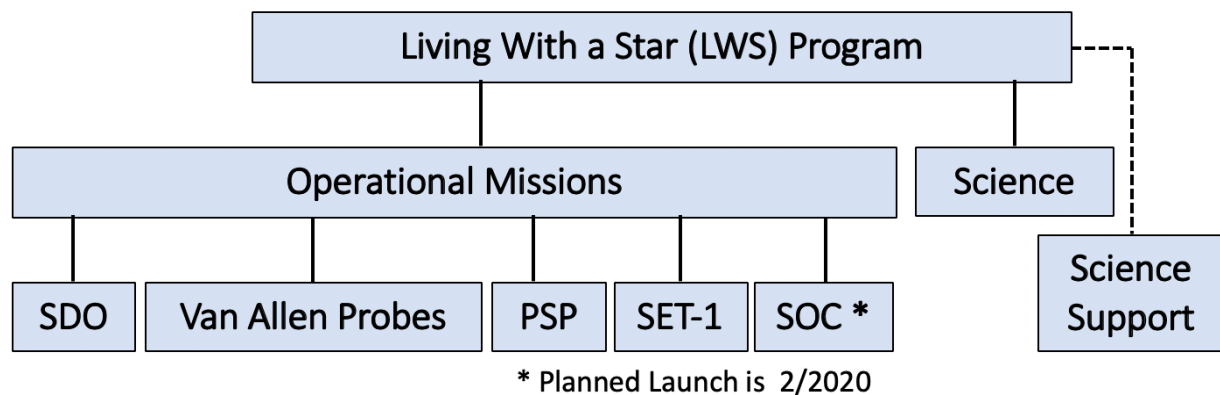 Living With a Star (LWS) Program
Operational Missions
Science
SDO
Van Allen Probes
PSP
SET-1
SOC *
Science
Support
* Planned Launch is 2/2020